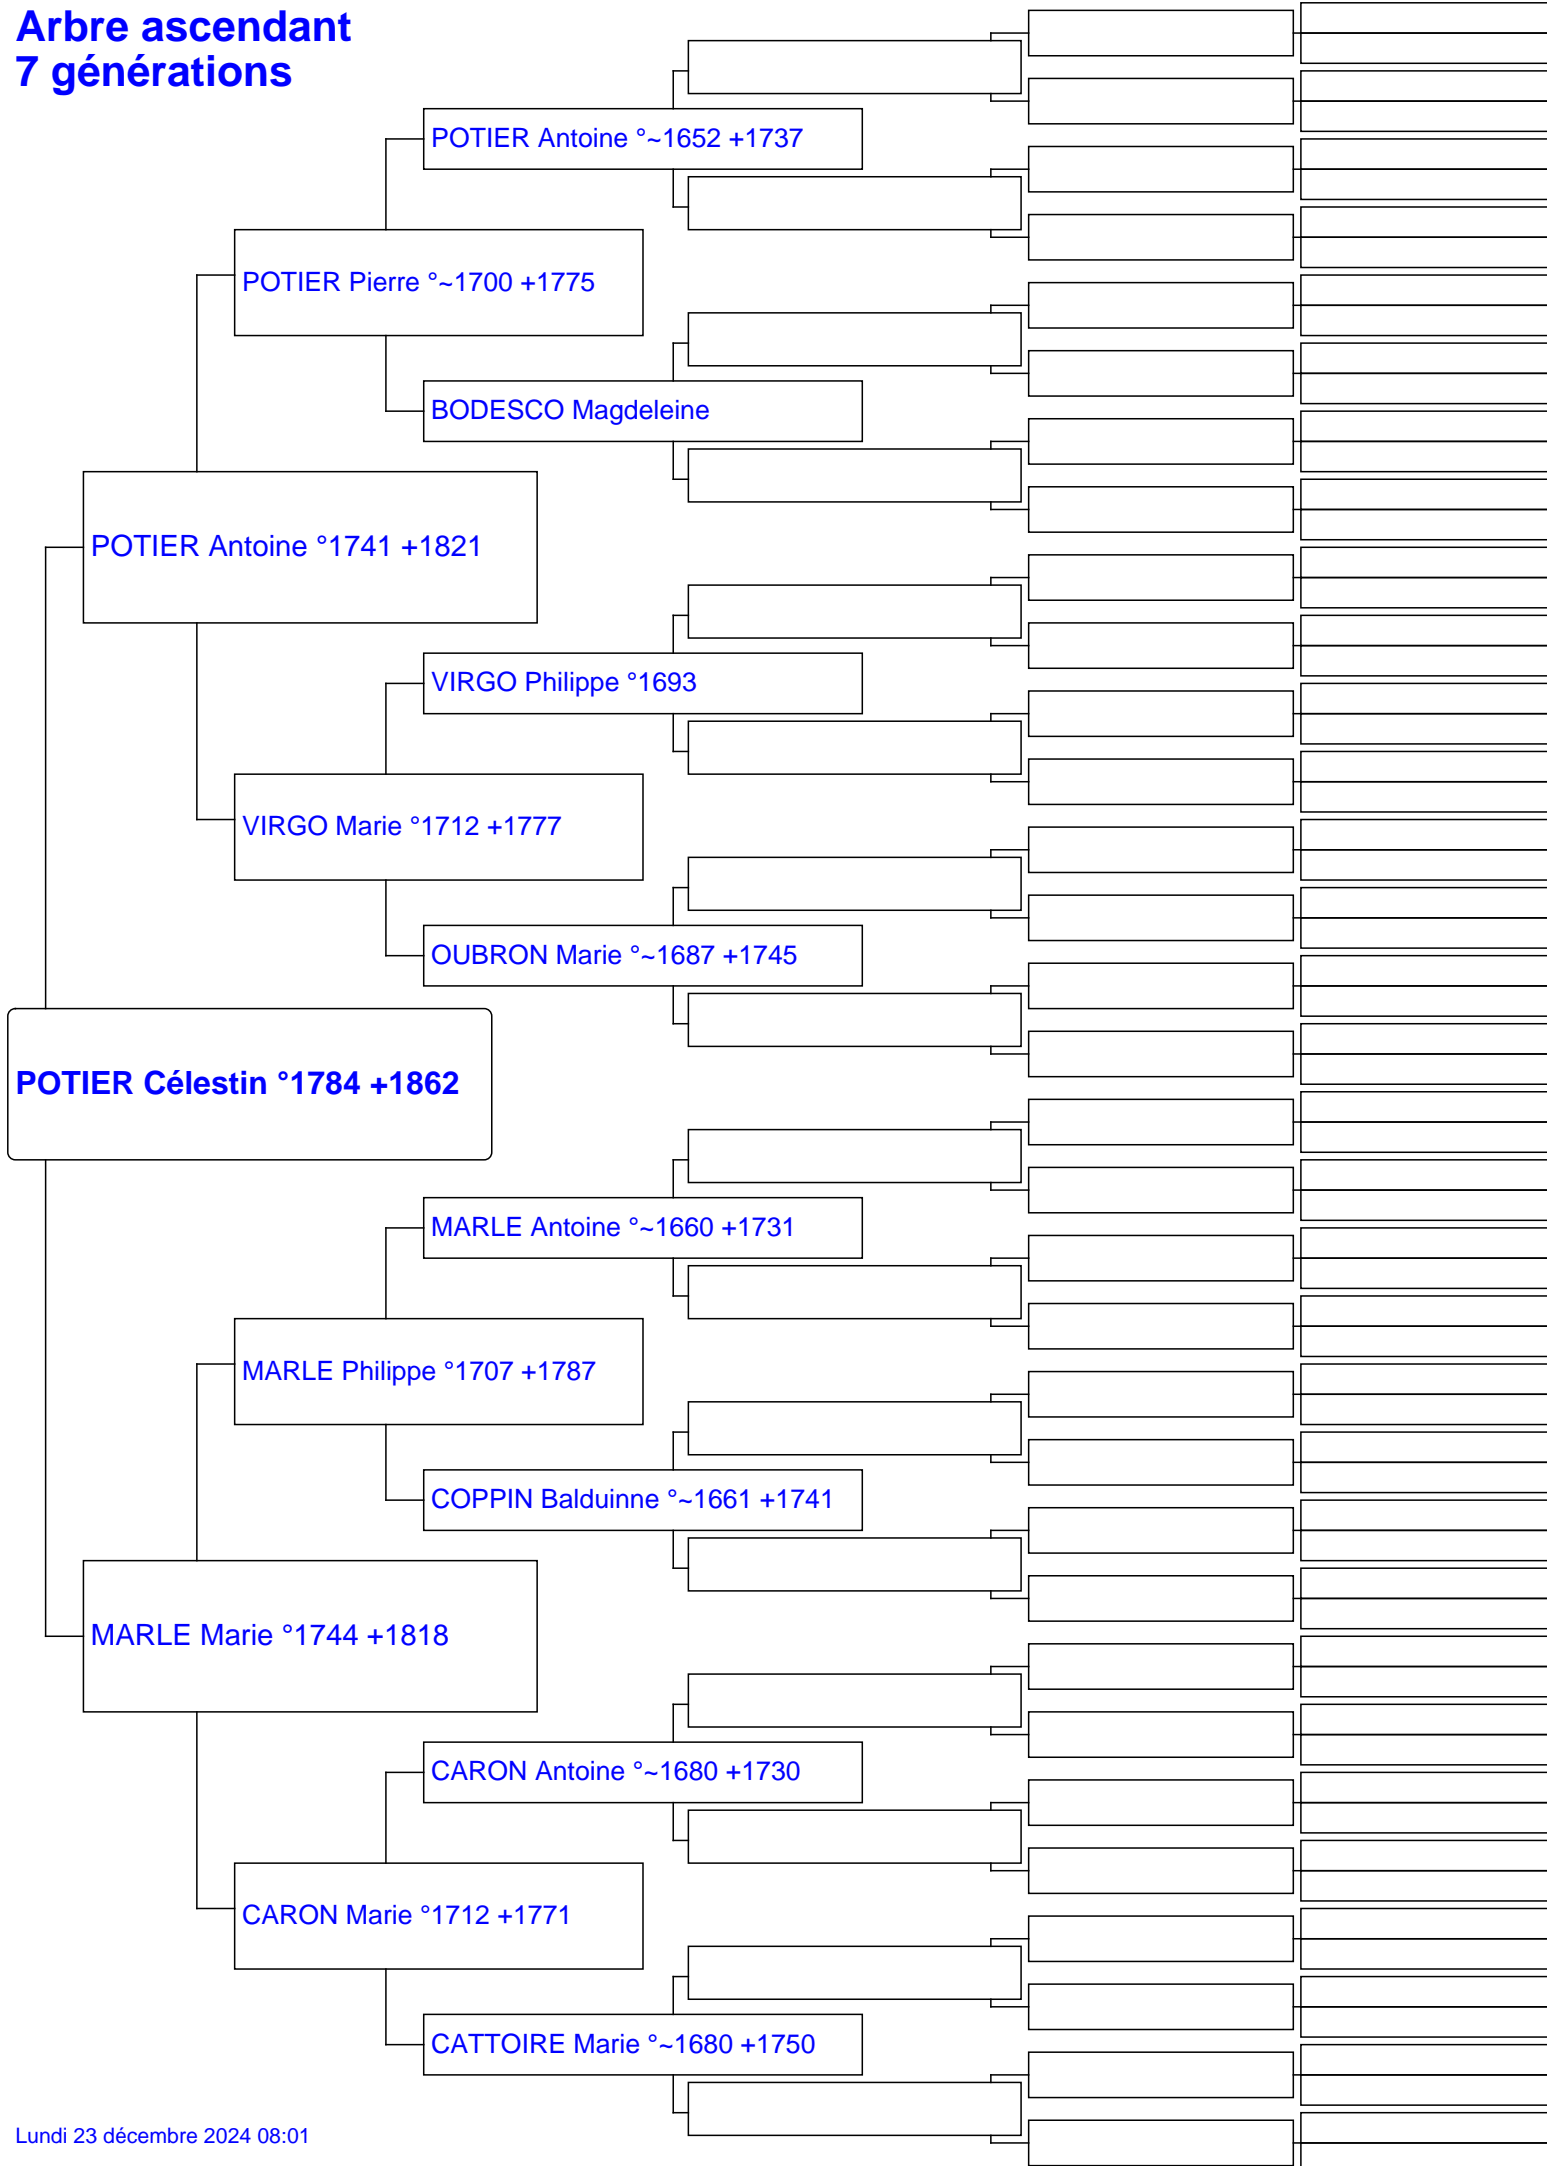 Arbre ascendant
7 générations
POTIER Antoine °~1652 +1737
POTIER Pierre °~1700 +1775
BODESCO Magdeleine
POTIER Antoine °1741 +1821
VIRGO Philippe °1693
VIRGO Marie °1712 +1777
OUBRON Marie °~1687 +1745
POTIER Célestin °1784 +1862
MARLE Antoine °~1660 +1731
MARLE Philippe °1707 +1787
COPPIN Balduinne °~1661 +1741
MARLE Marie °1744 +1818
CARON Antoine °~1680 +1730
CARON Marie °1712 +1771
CATTOIRE Marie °~1680 +1750
Lundi 23 décembre 2024 08:01